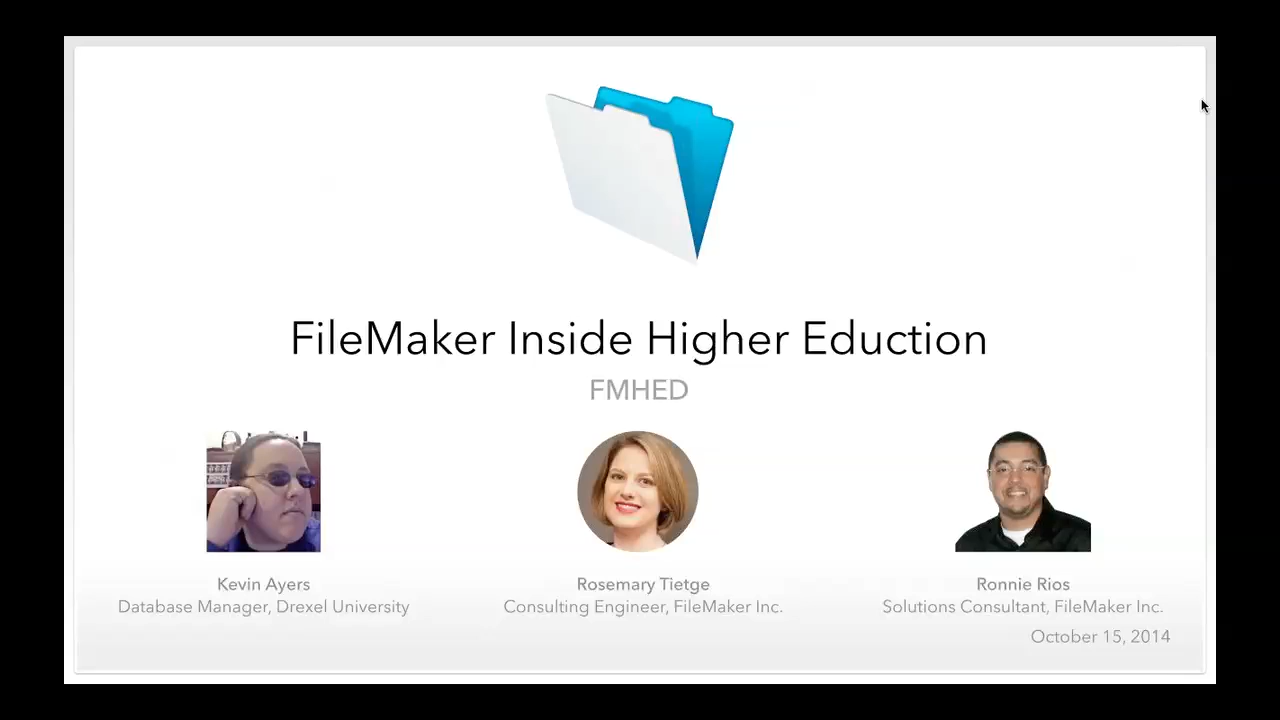 FileMaker Inside Higher Eduction
FMHED
Kevin Ayers
Database Manager, Drexel University
Rosemary Tietge
Consulting Engineer, FileMaker Inc.
Ronnie Rios
Solutions Consultant, FileMaker Inc.
October 15, 2014